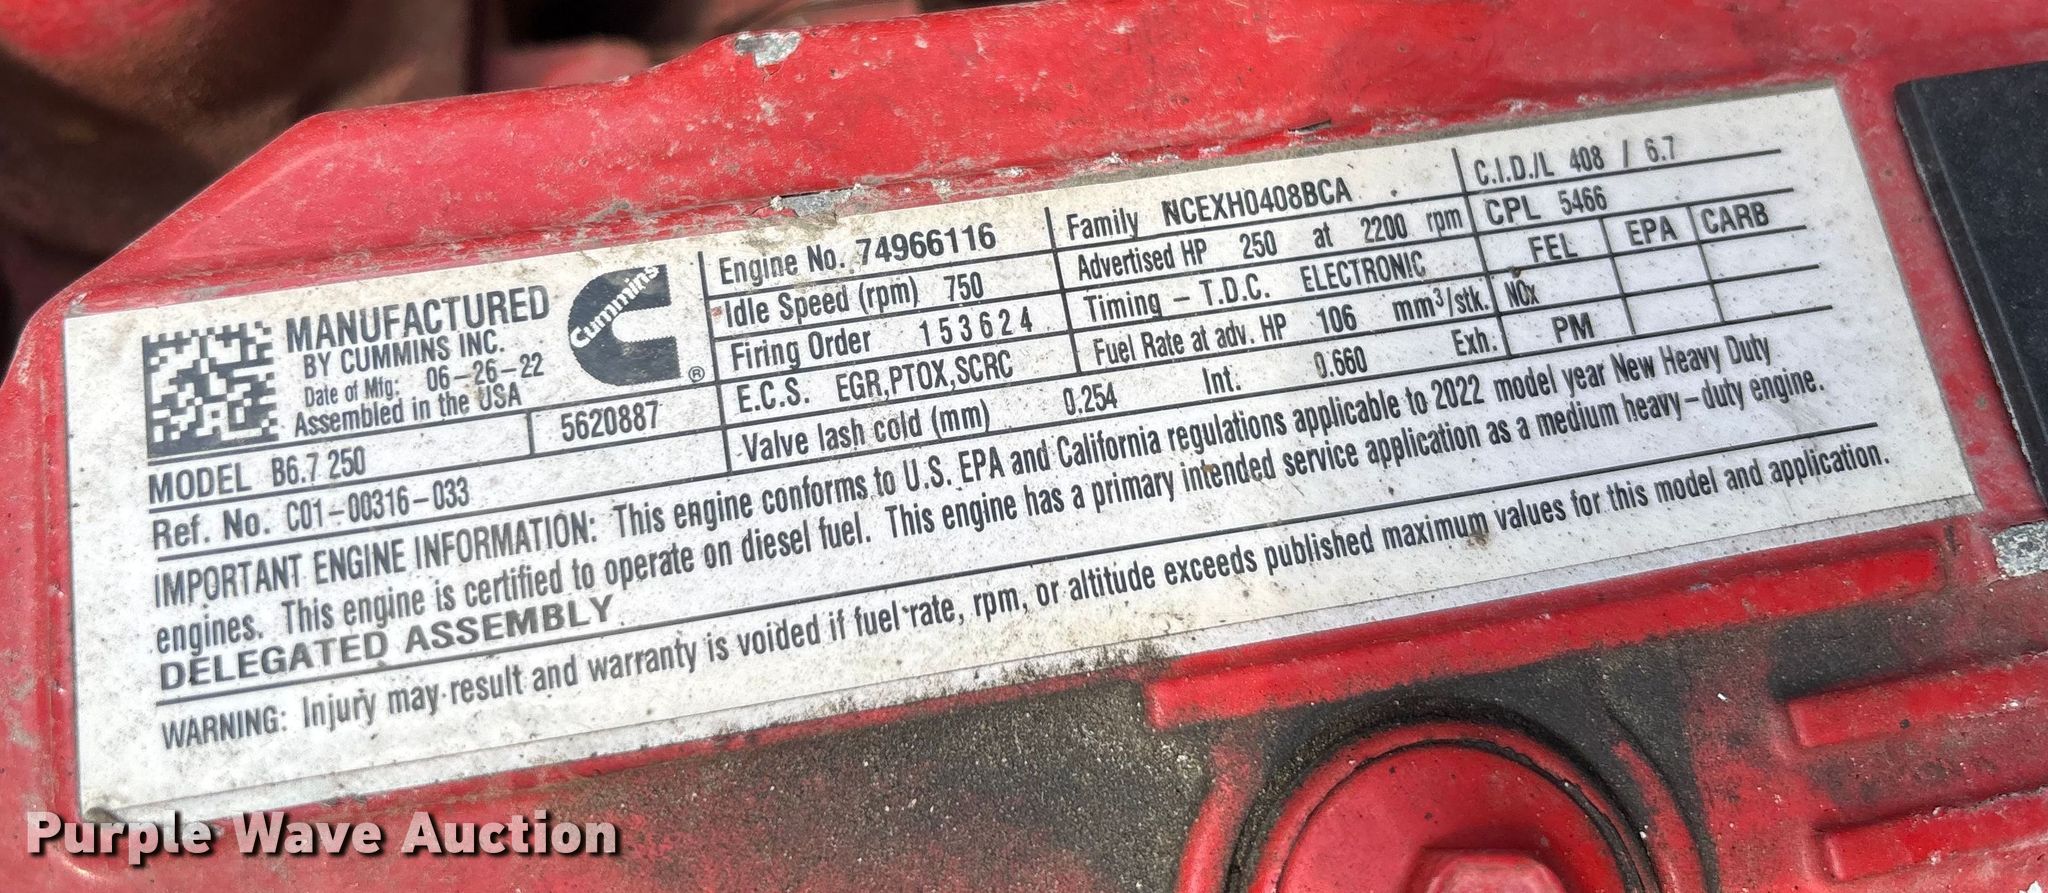 MANUFACTURED
BY CUMMINS INC.
Date of Mfg: 06-26-22
Assembled in the USA
Cummins ®
5620887
MODEL B6.7 250
Ref. No. C01-00316-033
Engine No. 74966116
Idle Speed (rpm) 750
Firing Order 153624
E.C.S. EGR,PTOX,SCRC
Valve lash cold (mm) 0.254 Int. 0.660 Exh.
Family NCEXH0408BCA
Advertised HP 250 at 2200 rpm
Timing - T.D.C. ELECTRONIC
Fuel Rate at adv. HP 106 mm³/stk.
C.I.D./L 408 / 6.7
CPL 5466
FEL EPA CARB
NOx
PM
IMPORTANT ENGINE INFORMATION: This engine conforms to U.S. EPA and California regulations applicable to 2022 model year New Heavy Duty
engines. This engine is certified to operate on diesel fuel. This engine has a primary intended service application as a medium heavy-duty engine.
DELEGATED ASSEMBLY
WARNING: Injury may result and warranty is voided if fuel rate, rpm, or altitude exceeds published maximum values for this model and application.
Purple Wave Auction